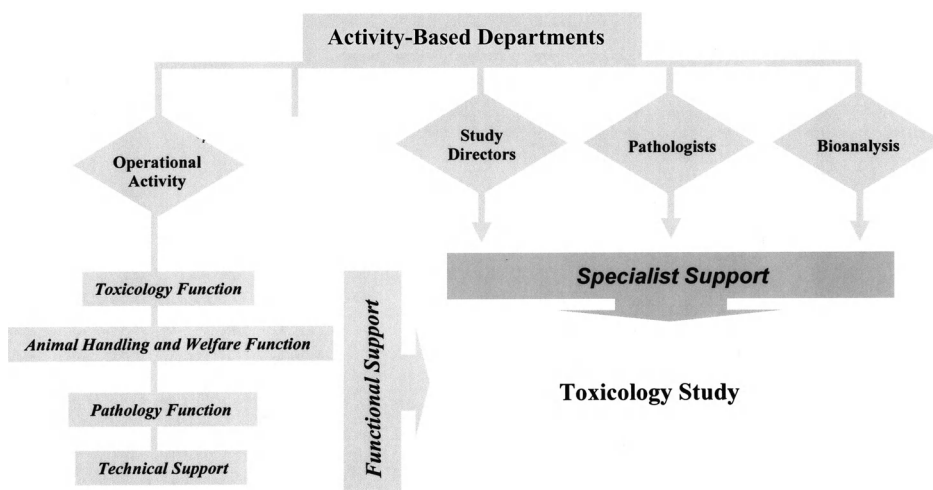 Activity-Based Departments
Operational
Activity
Study
Directors
Pathologists
Bioanalysis
Toxicology Function
Animal Handling and Welfare Function
Pathology Function
Technical Support
Functional Support
Specialist Support
Toxicology Study